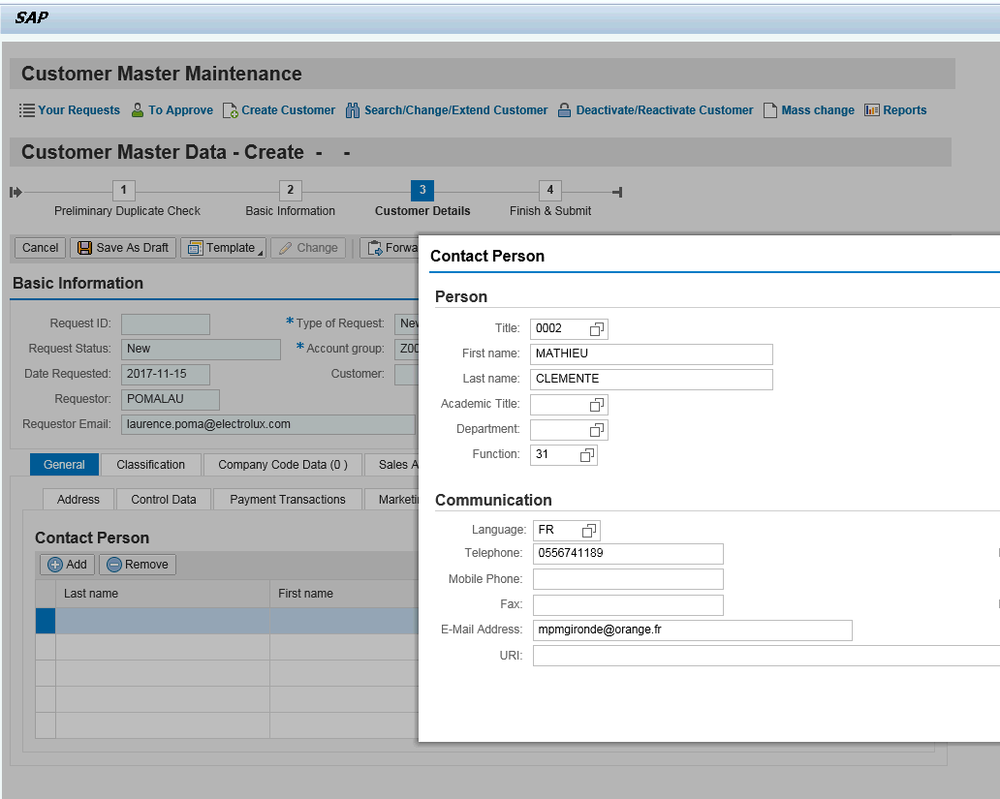 SAP
Customer Master Maintenance
Your Requests To Approve Create Customer Search/Change/Extend Customer Deactivate/Reactivate Customer Mass change Reports
Customer Master Data - Create - -
1 2 3 4
Preliminary Duplicate Check Basic Information Customer Details Finish & Submit
Cancel Save As Draft Template Change
Basic Information
Request ID: * Type of Request:
Request Status: New * Account group:
Date Requested: 2017-11-15 Customer:
Requestor: POMALAU
Requestor Email: laurence.poma@electrolux.com
General Classification Company Code Data (0 )
Address Control Data Payment Transactions
Contact Person
Add Remove
Last name First name
Contact Person
Person
Title: 0002
First name: MATHIEU
Last name: CLEMENTE
Academic Title:
Department:
Function: 31
Communication
Language: FR
Telephone: 0556741189
Mobile Phone:
Fax:
E-Mail Address: mpmgironde@orange.fr
URI: